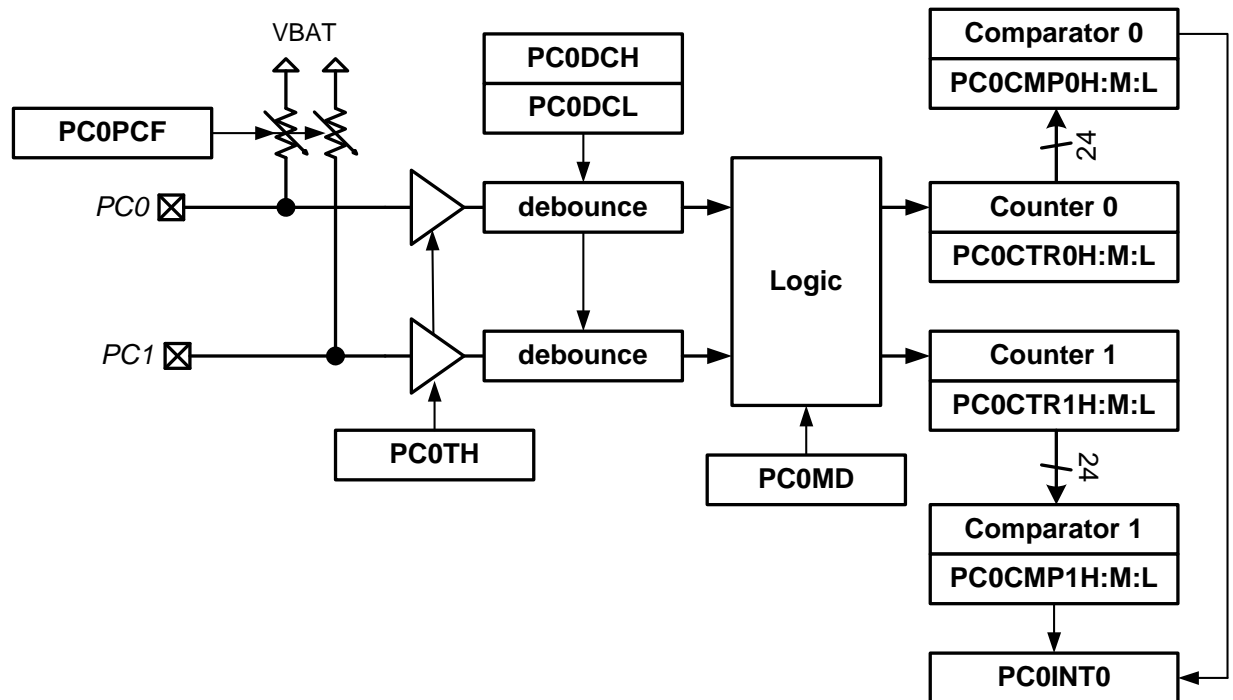 VBAT
PC0DCH
PC0DCL
Comparator 0
PC0CMP0H:M:L
PC0PCF
24
PC0
debounce
Logic
Counter 0
PC0CTR0H:M:L
PC1
debounce
Counter 1
PC0CTR1H:M:L
PC0TH
PC0MD
24
Comparator 1
PC0CMP1H:M:L
PC0INT0